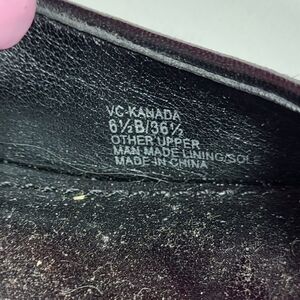 VC-KANADA
6½B/36½
OTHER UPPER
MAN MADE LINING/SOLE
MADE IN CHINA